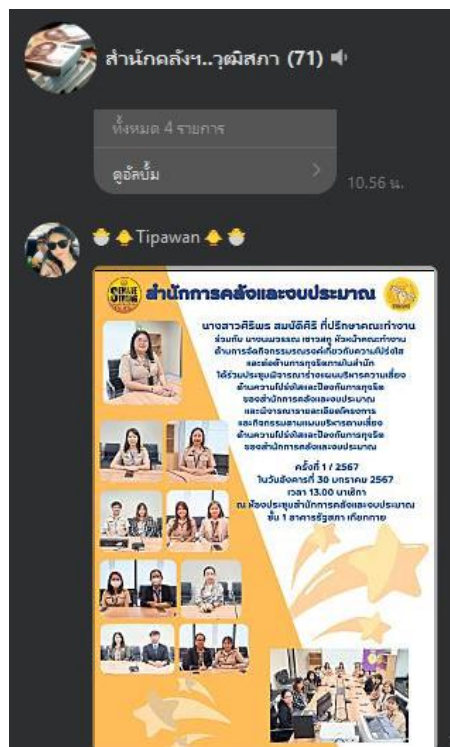 สำนักคลังฯ..วุฒิสภา (71)
ทั้งหมด 4 รายการ
ดูอัลบั้ม
10.56 น.
Tipawan
SENATE
STRONG
สำนักการคลังและงบประมาณ
นางสาวศิริพร สมบัติศิริ ที่ปรึกษาคณะทำงาน
ร่วมกับ นางนพวรรณ เชาวสกู หัวหน้าคณะทำงาน
ด้านการจัดกิจกรรมรณรงค์เกี่ยวกับความโปร่งใส
และต่อต้านการทุจริตภายในสำนัก
ได้ร่วมประชุมพิจารณาร่างแผนบริหารความเสี่ยง
ด้านความโปร่งใสและป้องกันการทุจริต
ของสำนักการคลังและงบประมาณ
และพิจารณารายละเอียดโครงการ
และกิจกรรมตามแผนบริหารความเสี่ยง
ด้านความโปร่งใสและป้องกันการทุจริต
ของสำนักการคลังและงบประมาณ
ครั้งที่ 1 / 2567
ในวันอังคารที่ 30 มกราคม 2567
เวลา 13.00 นาฬิกา
ณ ห้องประชุมสำนักการคลังและงบประมาณ
ชั้น 1 อาคารรัฐสภา เกียกกาย